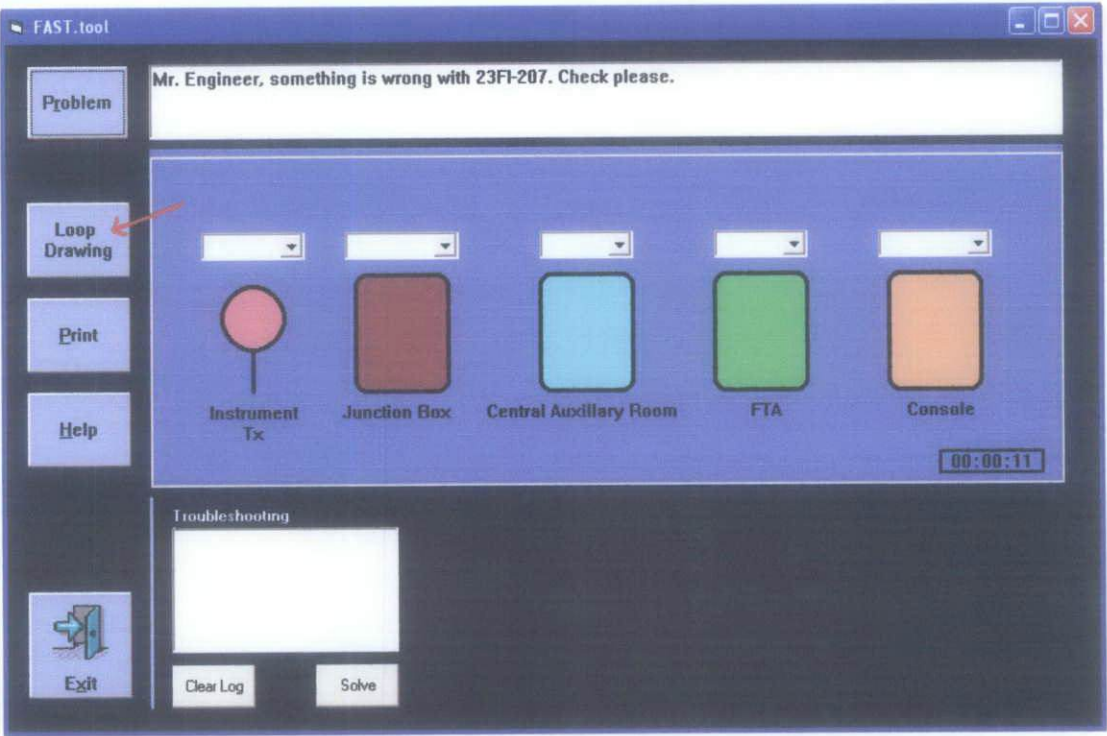 FAST.tool
Problem
Mr. Engineer, something is wrong with 23FI-207. Check please.
Loop
Drawing
Print
Help
Instrument
Tx
Junction Box
Central Auxillary Room
FTA
Console
00:00:11
Troubleshooting
Clear Log
Solve
Exit